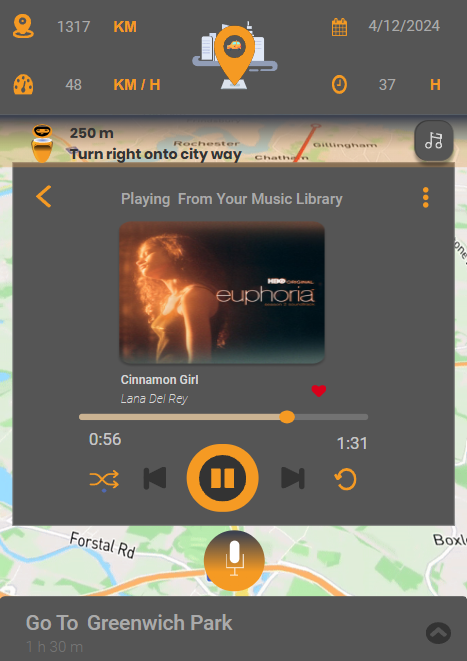 1317 KM
4/12/2024
48 KM / H
37 H
250 m
Turn right onto city way
Rochester
Chatham
Gillingham
Playing From Your Music Library
HBO ORIGINAL
euphoria
Cinnamon Girl
Lana Del Rey
0:56
1:31
Forstal Rd
Boxle
Go To Greenwich Park
1 h 30 m